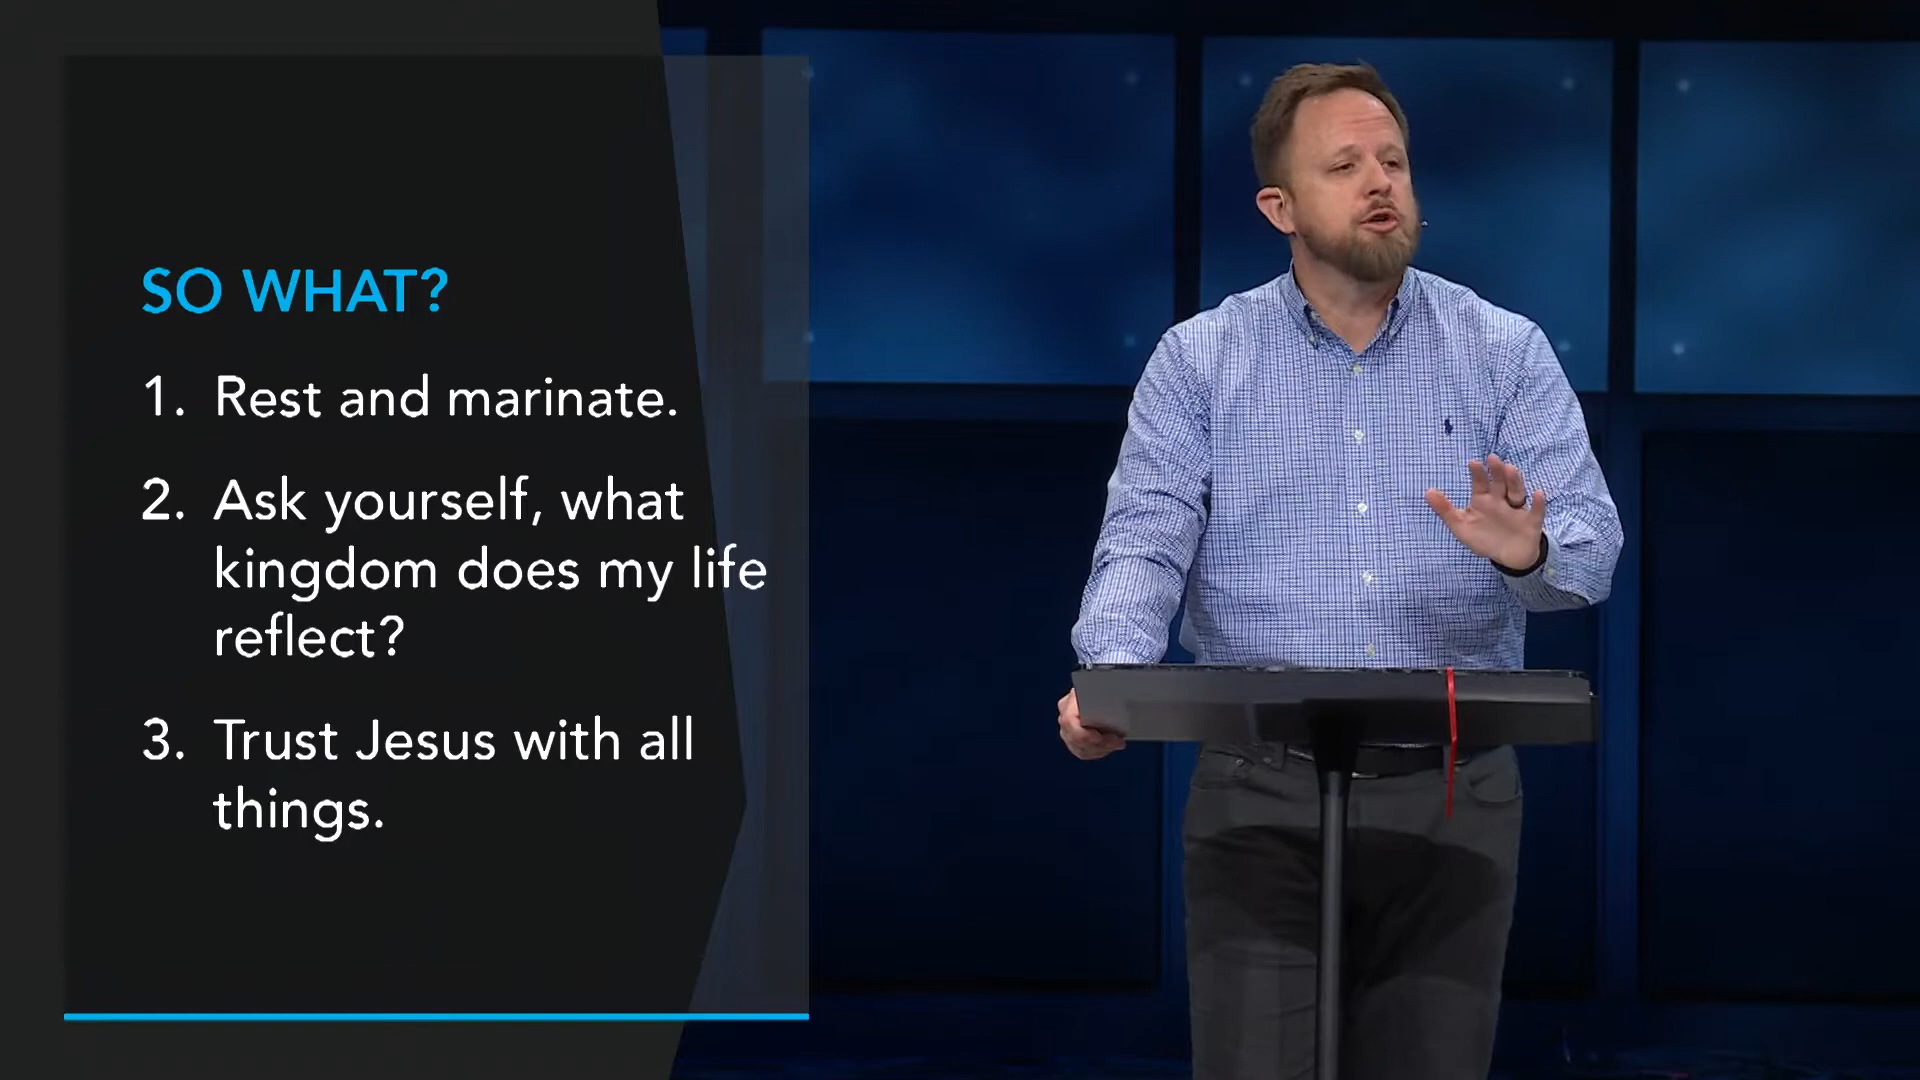 SO WHAT?
1. Rest and marinate.
2. Ask yourself, what
kingdom does my life
reflect?
3. Trust Jesus with all
things.